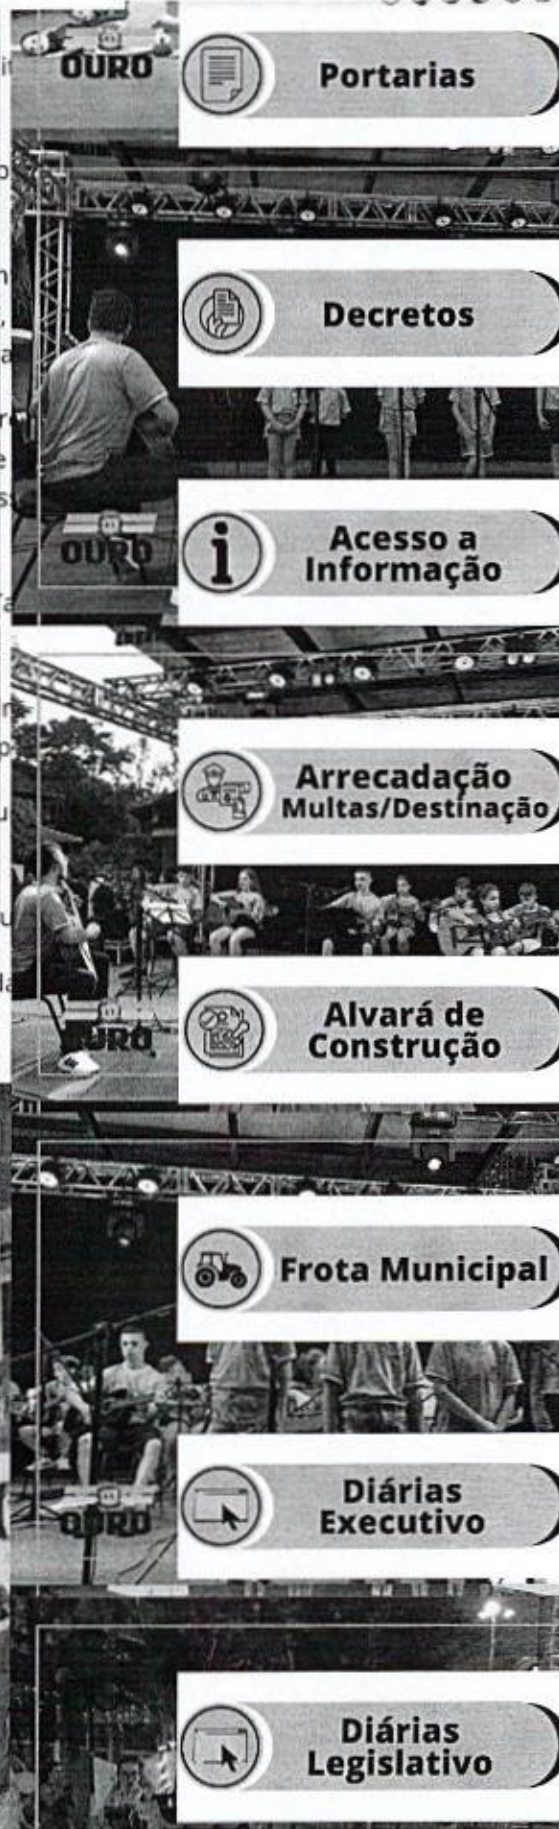 OURO
Portarias
Decretos
OURO
Acesso a
Informação
Arrecadação
Multas/Destinação
OURO
Alvará de
Construção
Frota Municipal
OURO
Diárias
Executivo
Diárias
Legislativo